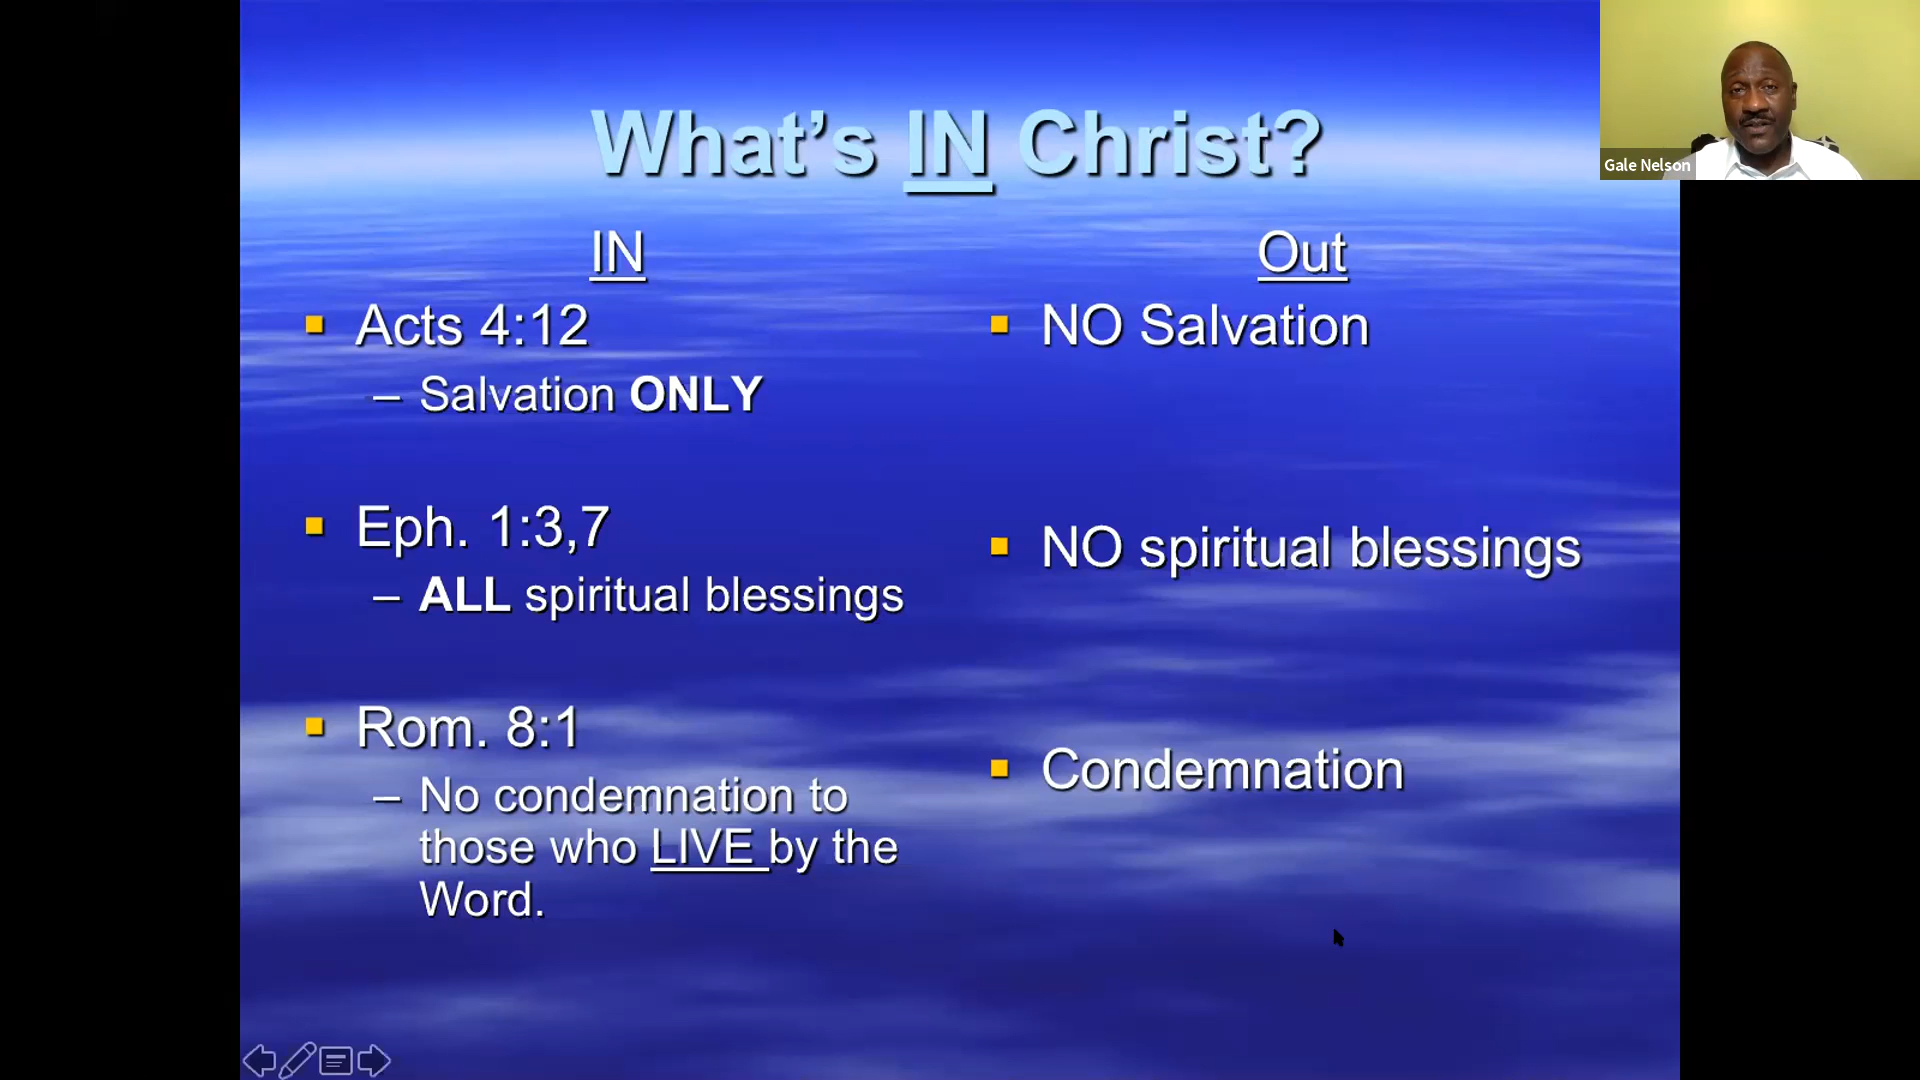 What's IN Christ?
IN
Acts 4:12
– Salvation ONLY
Eph. 1:3,7
– ALL spiritual blessings
Rom. 8:1
– No condemnation to
those who LIVE by the
Word.
Out
NO Salvation
NO spiritual blessings
Condemnation
Gale Nelson